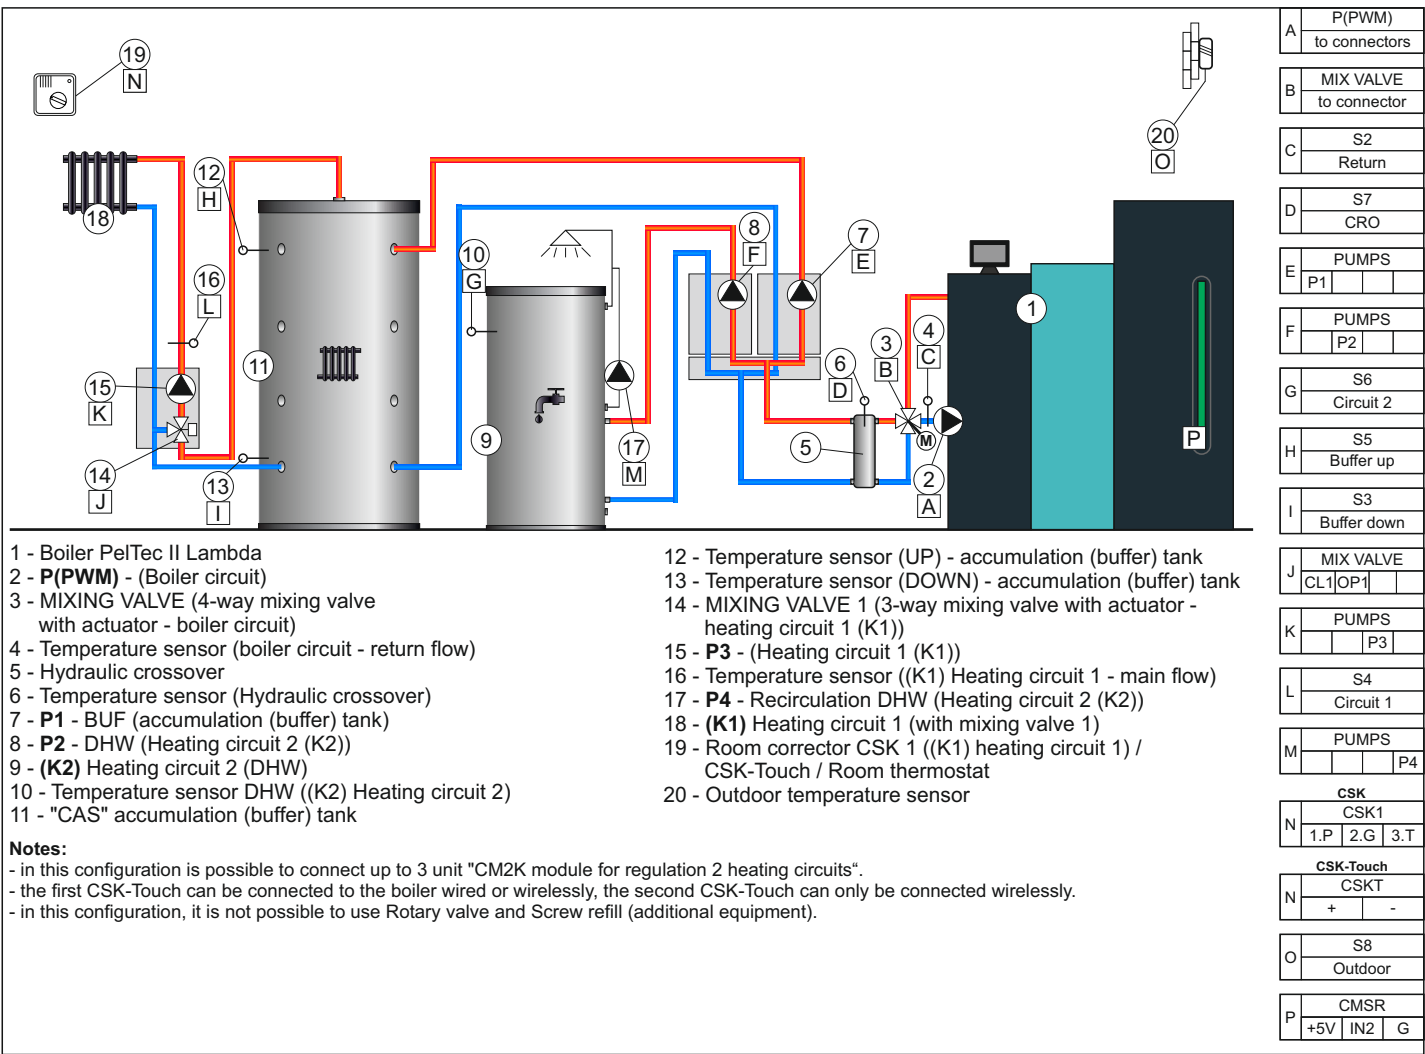 19
N
20
O
12
H
18
16
L
10
G
8
F
7
E
1
11
15
K
6
D
3
B
4
C
9
5
M
P
17
M
14
J
13
I
2
A
1 - Boiler PelTec II Lambda
2 - P(PWM) - (Boiler circuit)
3 - MIXING VALVE (4-way mixing valve
with actuator - boiler circuit)
4 - Temperature sensor (boiler circuit - return flow)
5 - Hydraulic crossover
6 - Temperature sensor (Hydraulic crossover)
7 - P1 - BUF (accumulation (buffer) tank)
8 - P2 - DHW (Heating circuit 2 (K2))
9 - (K2) Heating circuit 2 (DHW)
10 - Temperature sensor DHW ((K2) Heating circuit 2)
11 - "CAS" accumulation (buffer) tank
12 - Temperature sensor (UP) - accumulation (buffer) tank
13 - Temperature sensor (DOWN) - accumulation (buffer) tank
14 - MIXING VALVE 1 (3-way mixing valve with actuator -
heating circuit 1 (K1))
15 - P3 - (Heating circuit 1 (K1))
16 - Temperature sensor ((K1) Heating circuit 1 - main flow)
17 - P4 - Recirculation DHW (Heating circuit 2 (K2))
18 - (K1) Heating circuit 1 (with mixing valve 1)
19 - Room corrector CSK 1 ((K1) heating circuit 1) /
CSK-Touch / Room thermostat
20 - Outdoor temperature sensor
Notes:
- in this configuration is possible to connect up to 3 unit "CM2K module for regulation 2 heating circuits“.
- the first CSK-Touch can be connected to the boiler wired or wirelessly, the second CSK-Touch can only be connected wirelessly.
- in this configuration, it is not possible to use Rotary valve and Screw refill (additional equipment).
A
P(PWM)
to connectors
B
MIX VALVE
to connector
C
S2
Return
D
S7
CRO
E
PUMPS
P1
F
PUMPS
P2
G
S6
Circuit 2
H
S5
Buffer up
I
S3
Buffer down
J
MIX VALVE
CL1 OP1
K
PUMPS
P3
L
S4
Circuit 1
M
PUMPS
P4
CSK
N
CSK1
1.P 2.G 3.T
CSK-Touch
N
CSKT
+ -
O
S8
Outdoor
P
CMSR
+5V IN2 G